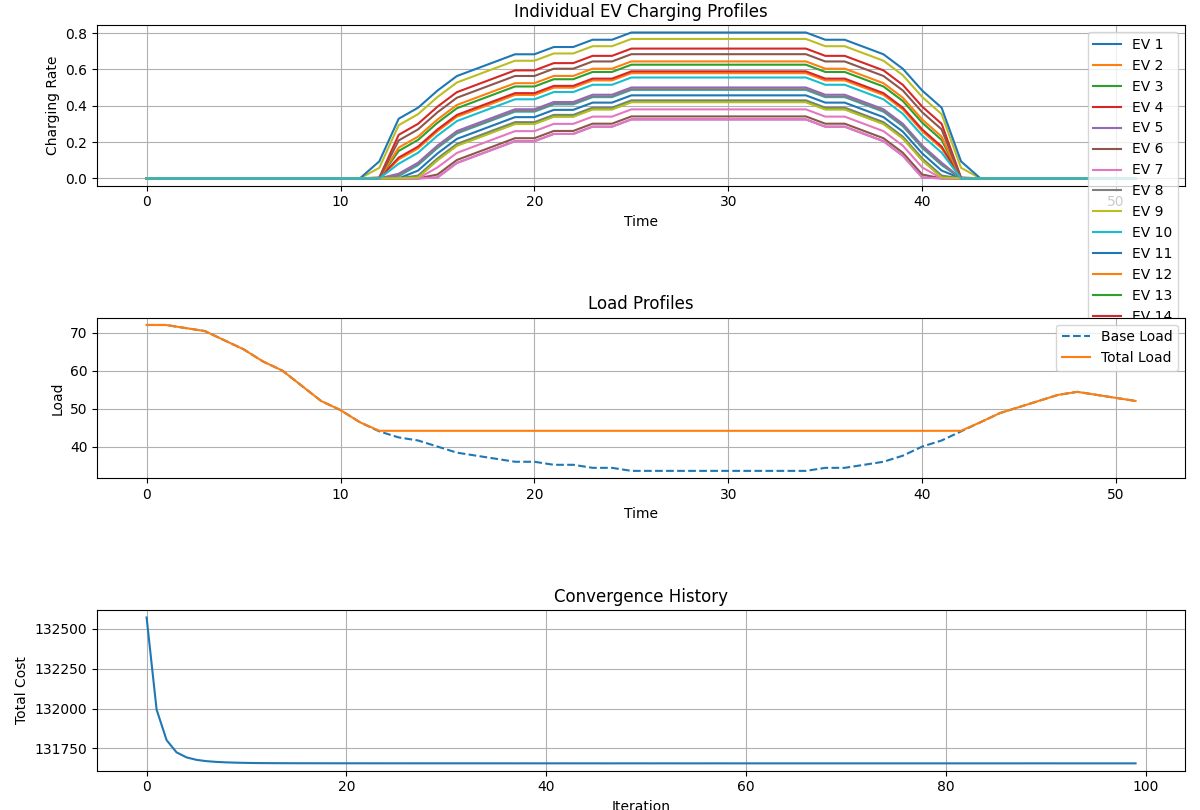 Individual EV Charging Profiles
Charging Rate
0.8
0.6
0.4
0.2
0.0
0
10
20
30
40
50
Time
EV 1
EV 2
EV 3
EV 4
EV 5
EV 6
EV 7
EV 8
EV 9
EV 10
EV 11
EV 12
EV 13
EV 14
Load Profiles
Load
70
60
50
40
0
10
20
30
40
50
Time
Base Load
Total Load
Convergence History
Total Cost
132500
132250
132000
131750
0
20
40
60
80
100
Iteration